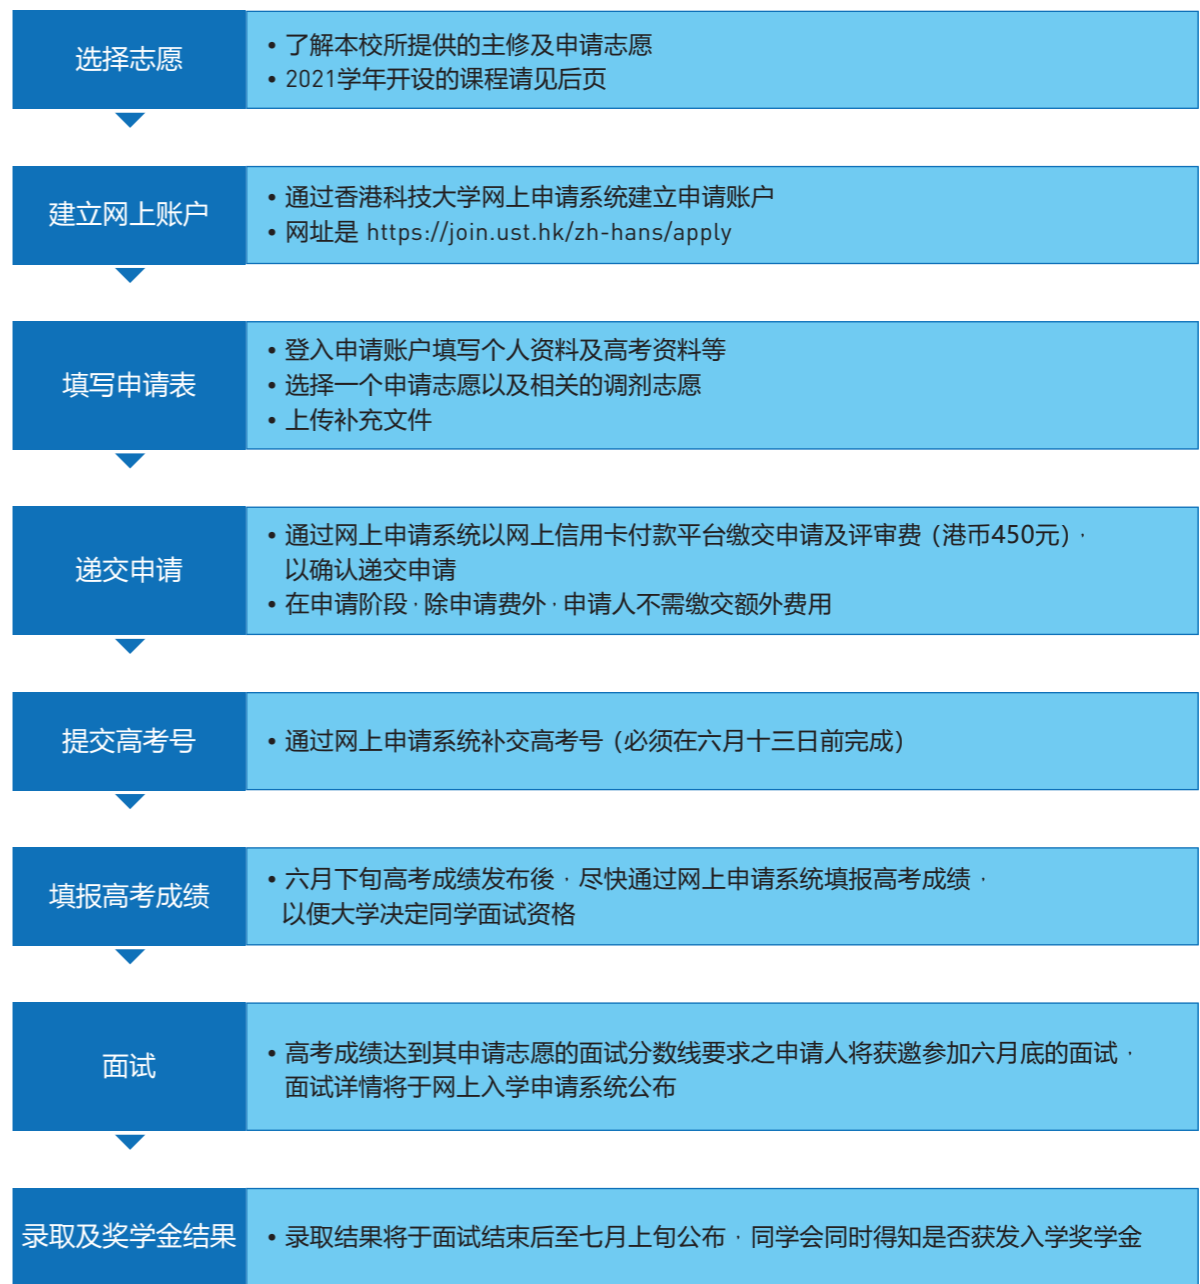 选择志愿
• 了解本校所提供的主修及申请志愿
• 2021学年开设的课程请见后页
建立网上账户
• 通过香港科技大学网上申请系统建立申请账户
• 网址是 https://join.ust.hk/zh-hans/apply
填写申请表
• 登入申请账户填写个人资料及高考资料等
• 选择一个申请志愿以及相关的调剂志愿
• 上传补充文件
递交申请
• 通过网上申请系统以网上信用卡付款平台缴交申请及评审费 (港币450元)﹐
以确认递交申请
• 在申请阶段﹐除申请费外﹐申请人不需缴交额外费用
提交高考号
• 通过网上申请系统补交高考号 (必须在六月十三日前完成)
填报高考成绩
• 六月下旬高考成绩发布後﹐尽快通过网上申请系统填报高考成绩﹐
以便大学决定同学面试资格
面试
• 高考成绩达到其申请志愿的面试分数线要求之申请人将获邀参加六月底的面试﹐
面试详情将于网上入学申请系统公布
录取及奖学金结果
• 录取结果将于面试结束后至七月上旬公布﹐同学会同时得知是否获发入学奖学金